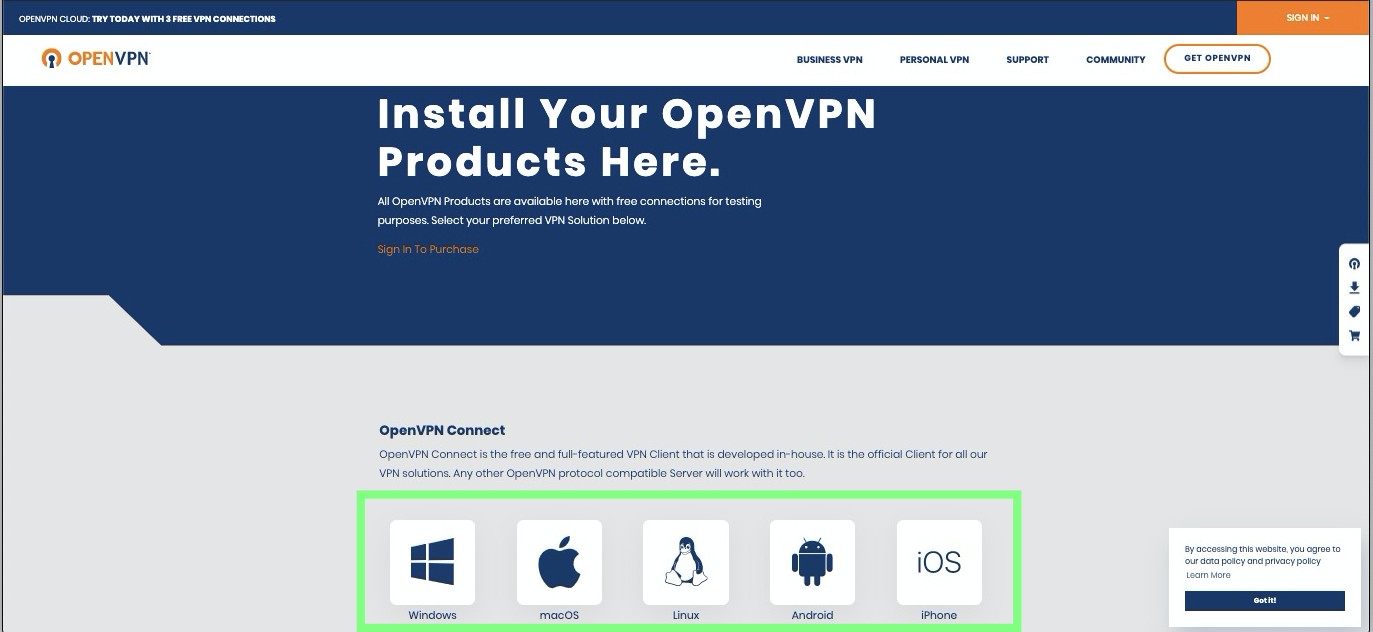 OPENVPN CLOUD: TRY TODAY WITH 3 FREE VPN CONNECTIONS
SIGN IN
OPENVPN
BUSINESS VPN
PERSONAL VPN
SUPPORT
COMMUNITY
GET OPENVPN
Install Your OpenVPN
Products Here.
All OpenVPN Products are available here with free connections for testing
purposes. Select your preferred VPN Solution below.
Sign In To Purchase
OpenVPN Connect
OpenVPN Connect is the free and full-featured VPN Client that is developed in-house. It is the official Client for all our
VPN solutions. Any other OpenVPN protocol compatible Server will work with it too.
iOS
Windows
macOS
Linux
Android
iPhone
By accessing this website, you agree to
our data policy and privacy policy
Learn More
Got it!